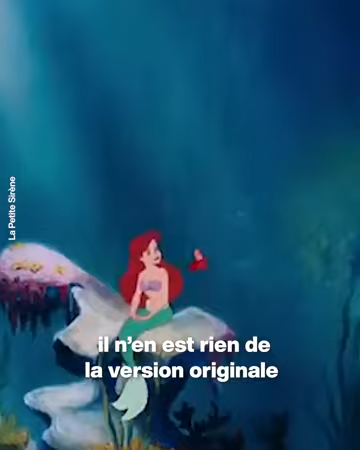 La Petite Sirène
il n’en est rien de
la version originale